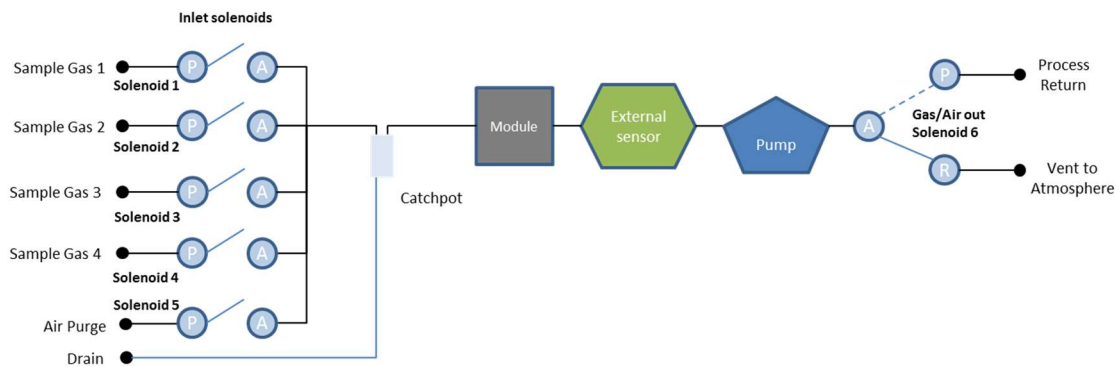 Inlet solenoids
Sample Gas 1
P
A
Solenoid 1
Sample Gas 2
P
A
Solenoid 2
Sample Gas 3
P
A
Solenoid 3
Sample Gas 4
P
A
Solenoid 4
Solenoid 5
Air Purge
P
A
Drain
Catchpot
Module
External
sensor
Pump
A
P
Process
Return
Gas/Air out
Solenoid 6
R
Vent to
Atmosphere